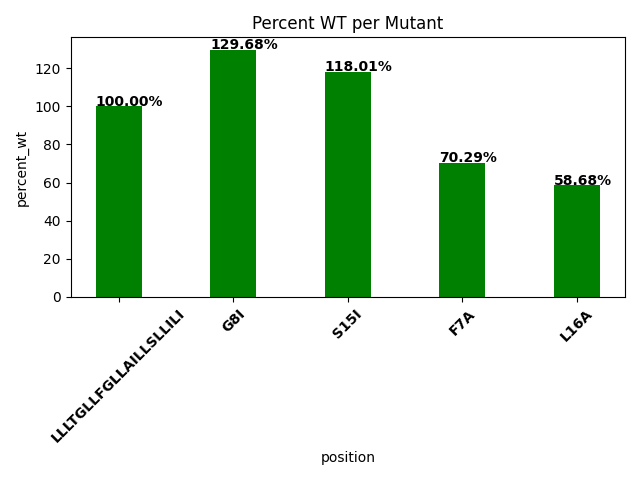 Percent WT per Mutant
percent_wt
120
100
80
60
40
20
0
100.00%
129.68%
118.01%
70.29%
58.68%
LLLTGLLFGLLAILLSLLILI
G8I
S15I
F7A
L16A
position